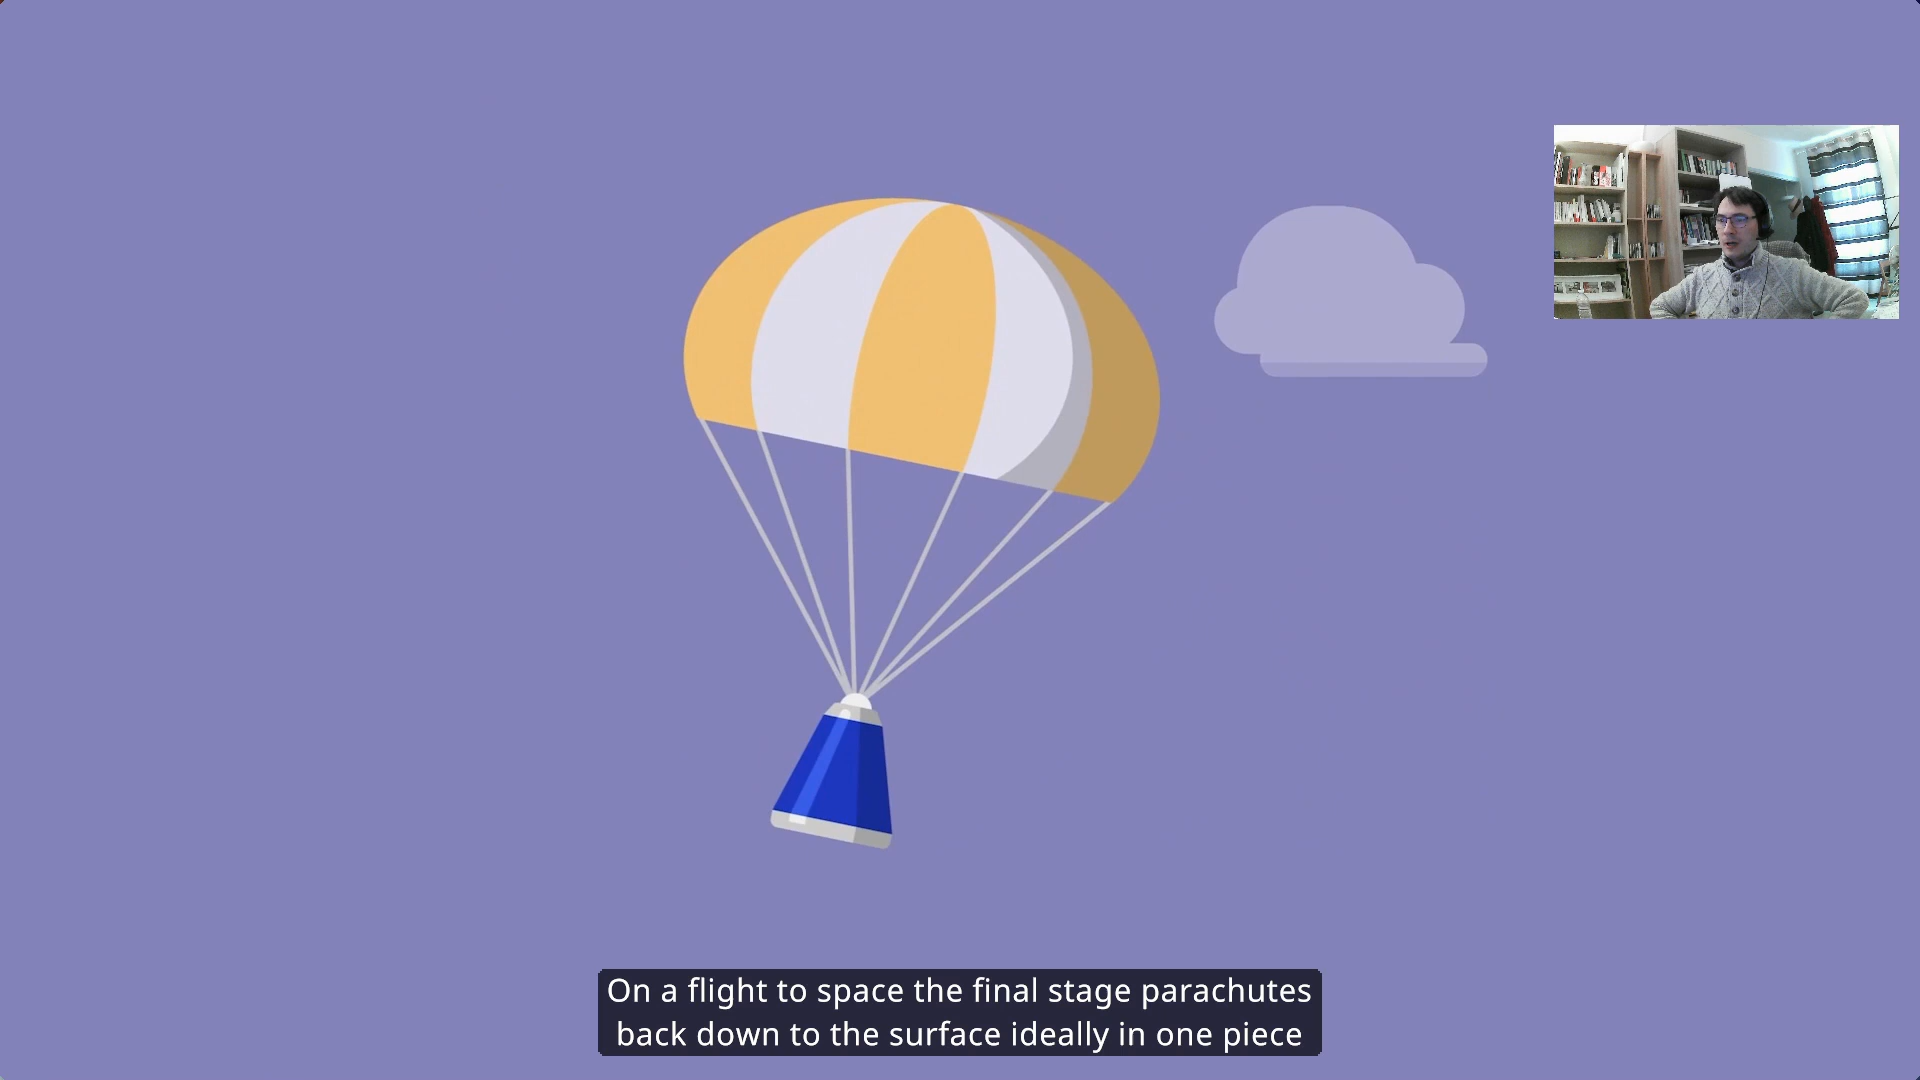 On a flight to space the final stage parachutes
back down to the surface ideally in one piece